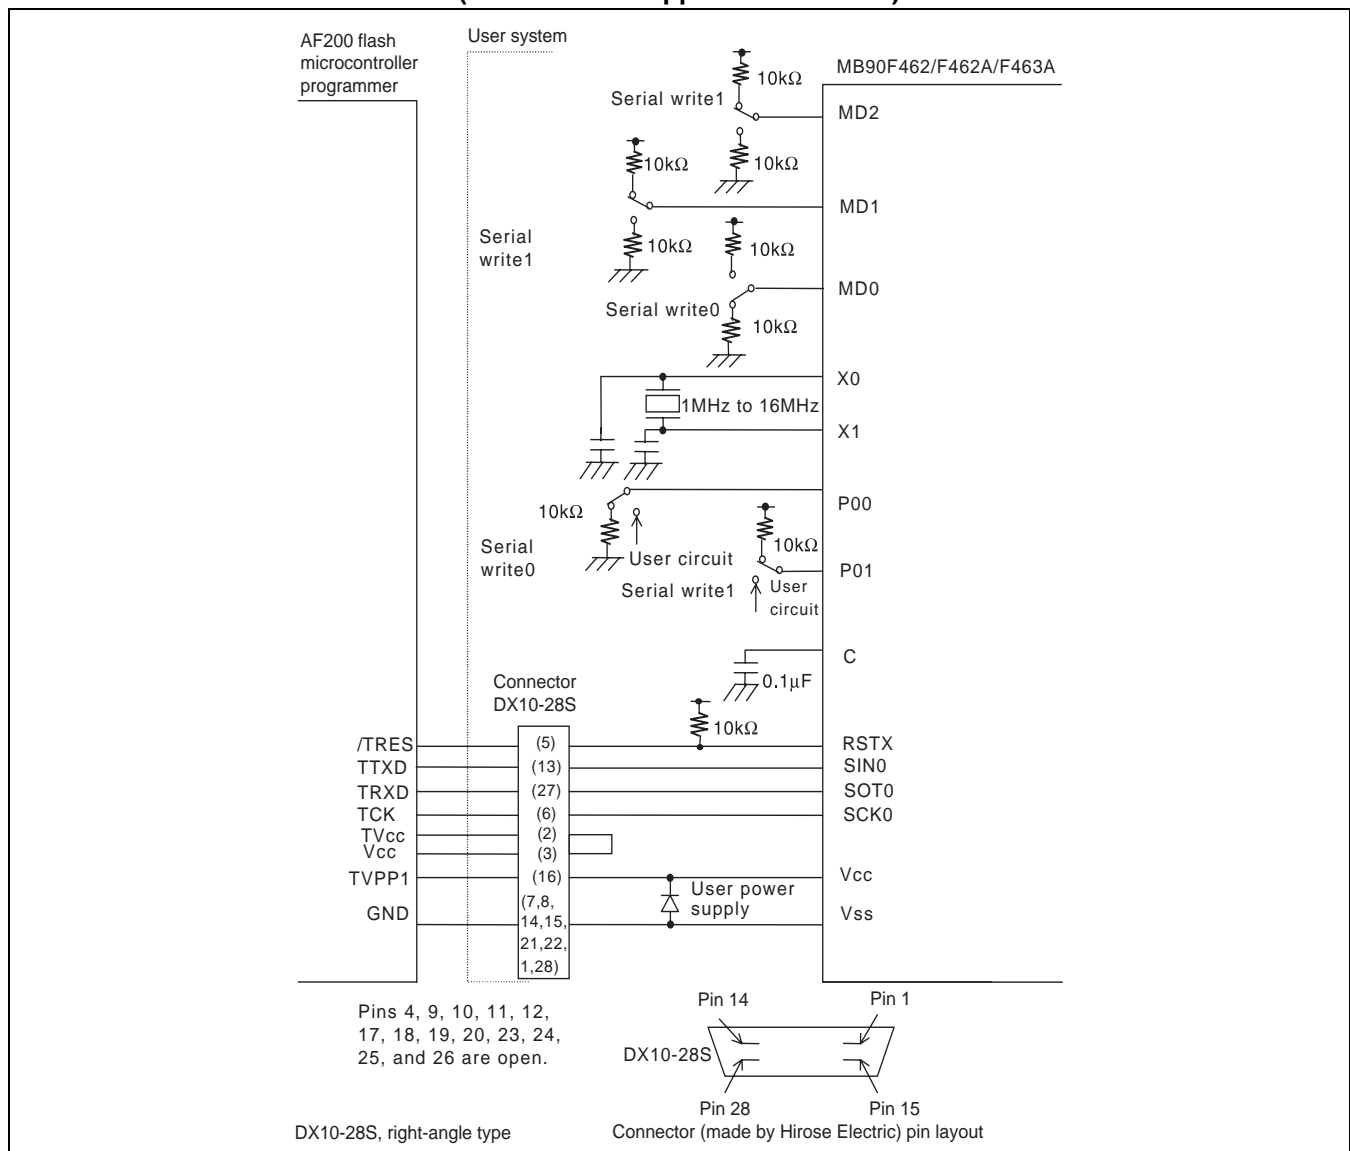 AF200 flash
microcontroller
programmer
User system
MB90F462/F462A/F463A
10kΩ
Serial write1
MD2
10kΩ
10kΩ
MD1
Serial
write1
10kΩ
10kΩ
MD0
Serial write0
10kΩ
X0
1MHz to 16MHz
X1
P00
10kΩ
Serial
write0
User circuit
10kΩ
P01
Serial write1
User
circuit
C
0.1µF
Connector
DX10-28S
10kΩ
/TRES
(5)
RSTX
TTXD
(13)
SIN0
TRXD
(27)
SOT0
TCK
(6)
SCK0
TVcc
(2)
Vcc
(3)
TVPP1
(16)
Vcc
User power
supply
GND
(7,8,
14,15,
21,22,
1,28)
Vss
Pins 4, 9, 10, 11, 12,
17, 18, 19, 20, 23, 24,
25, and 26 are open.
Pin 14
Pin 1
DX10-28S
Pin 28
Pin 15
DX10-28S, right-angle type
Connector (made by Hirose Electric) pin layout